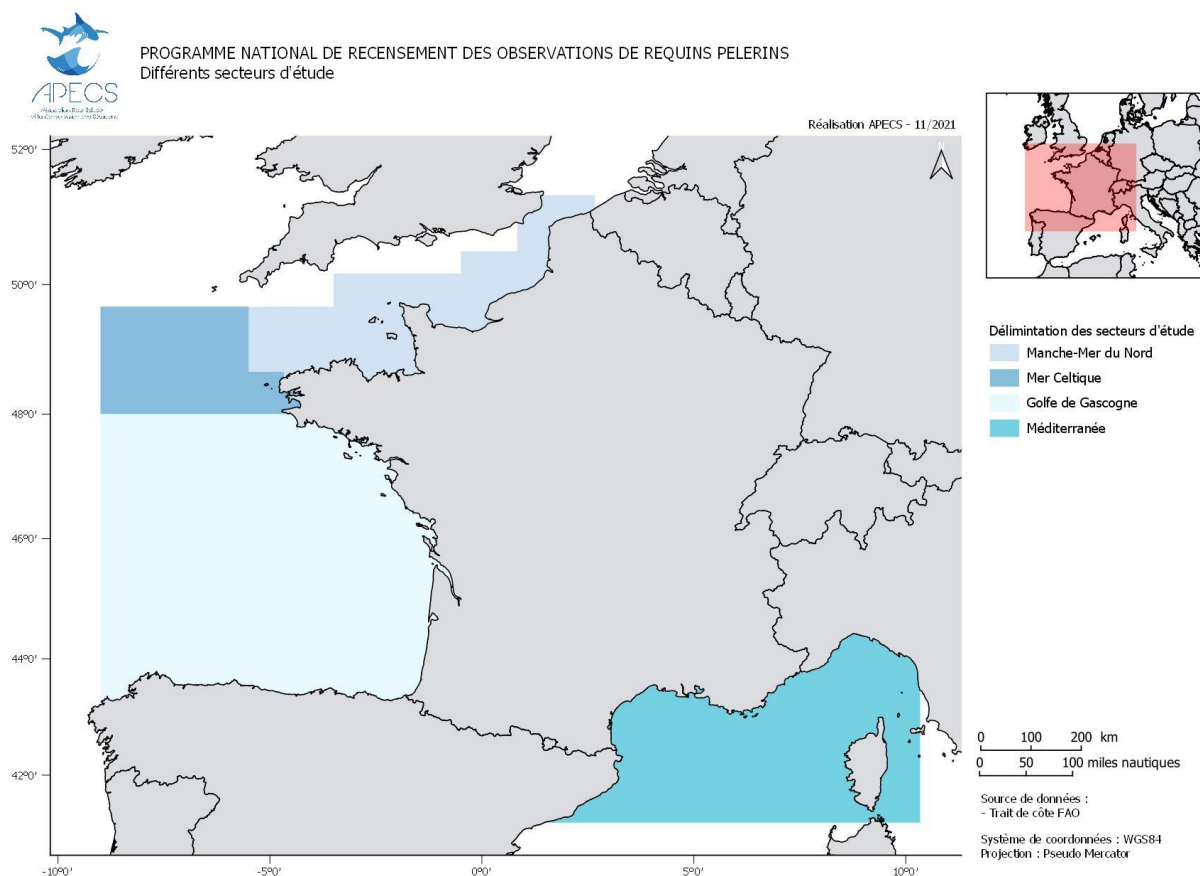 PROGRAMME NATIONAL DE RECENSEMENT DES OBSERVATIONS DE REQUINS PELERINS
Différents secteurs d'étude
APECS
Réalisation APECS - 11/2021
N
52°0'
50°0'
48°0'
46°0'
44°0'
42°0'
-10°0'
-5°0'
0°0'
5°0'
10°0'
Délimintation des secteurs d'étude
Manche-Mer du Nord
Mer Celtique
Golfe de Gascogne
Méditerranée
0 100 200 km
0 50 100 miles nautiques
Source de données :
- Trait de côte FAO
Système de coordonnées : WGS84
Projection : Pseudo Mercator